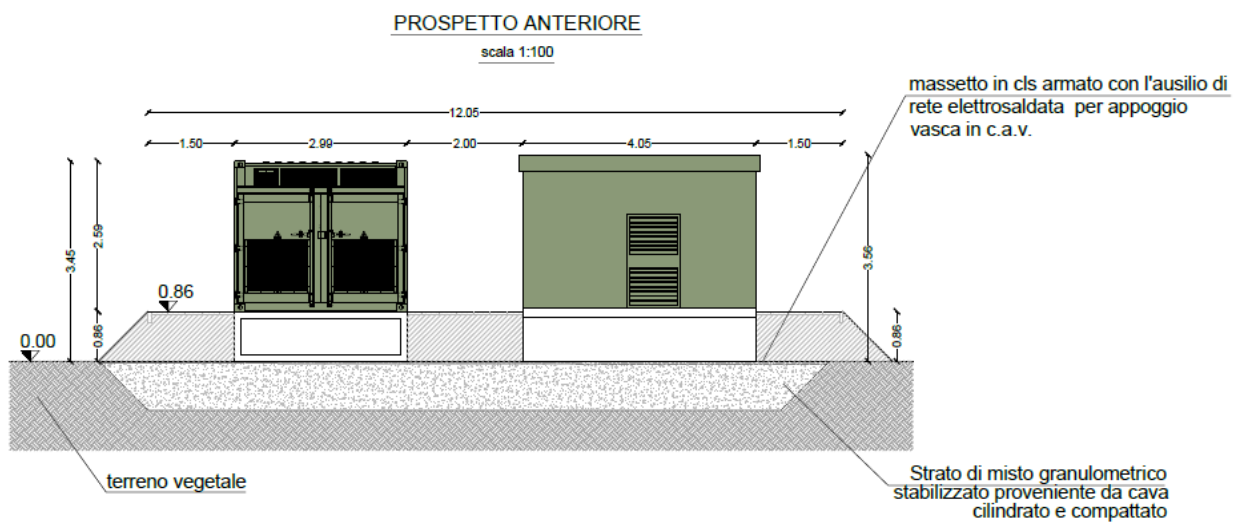 PROSPETTO ANTERIORE
scala 1:100
massetto in cls armato con l'ausilio di
rete elettrosaldata per appoggio
vasca in c.a.v.
12.05
1.50
2.99
2.00
4.05
1.50
3.45
2.59
0.86
0.86
0.00
3.56
0.86
terreno vegetale
Strato di misto granulometrico
stabilizzato proveniente da cava
cilindrato e compattato